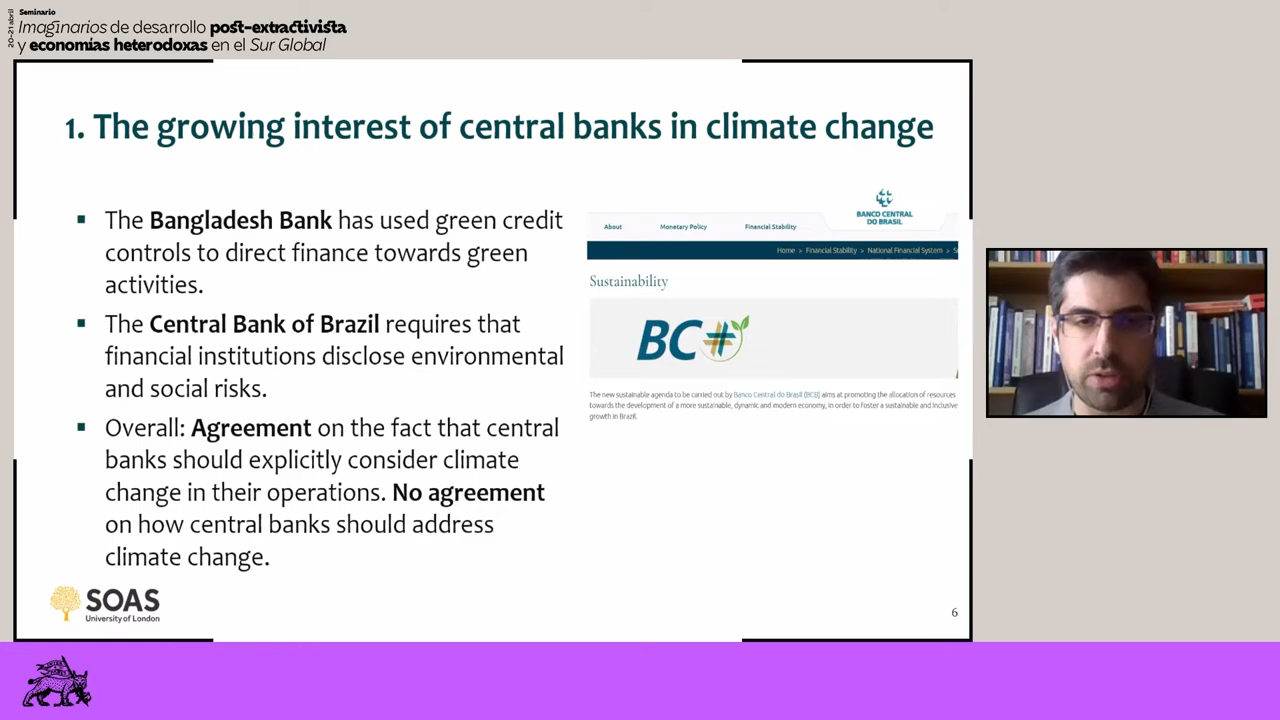 20–21 abril
Seminario
Imaginarios de desarrollo post-extractivista
y economías heterodoxas en el Sur Global
1. The growing interest of central banks in climate change
▪ The Bangladesh Bank has used green credit
controls to direct finance towards green
activities.
▪ The Central Bank of Brazil requires that
financial institutions disclose environmental
and social risks.
▪ Overall: Agreement on the fact that central
banks should explicitly consider climate
change in their operations. No agreement
on how central banks should address
climate change.
BANCO CENTRAL
DO BRASIL
About Monetary Policy Financial Stability
Home > Financial Stability > National Financial System >
Sustainability
BC#
The new sustainable agenda to be carried out by Banco Central do Brasil (BCB) aims at promoting the allocation of resources
towards the development of a more sustainable, dynamic and modern economy, in order to foster a sustainable and inclusive
growth in Brazil.
SOAS
University of London
6